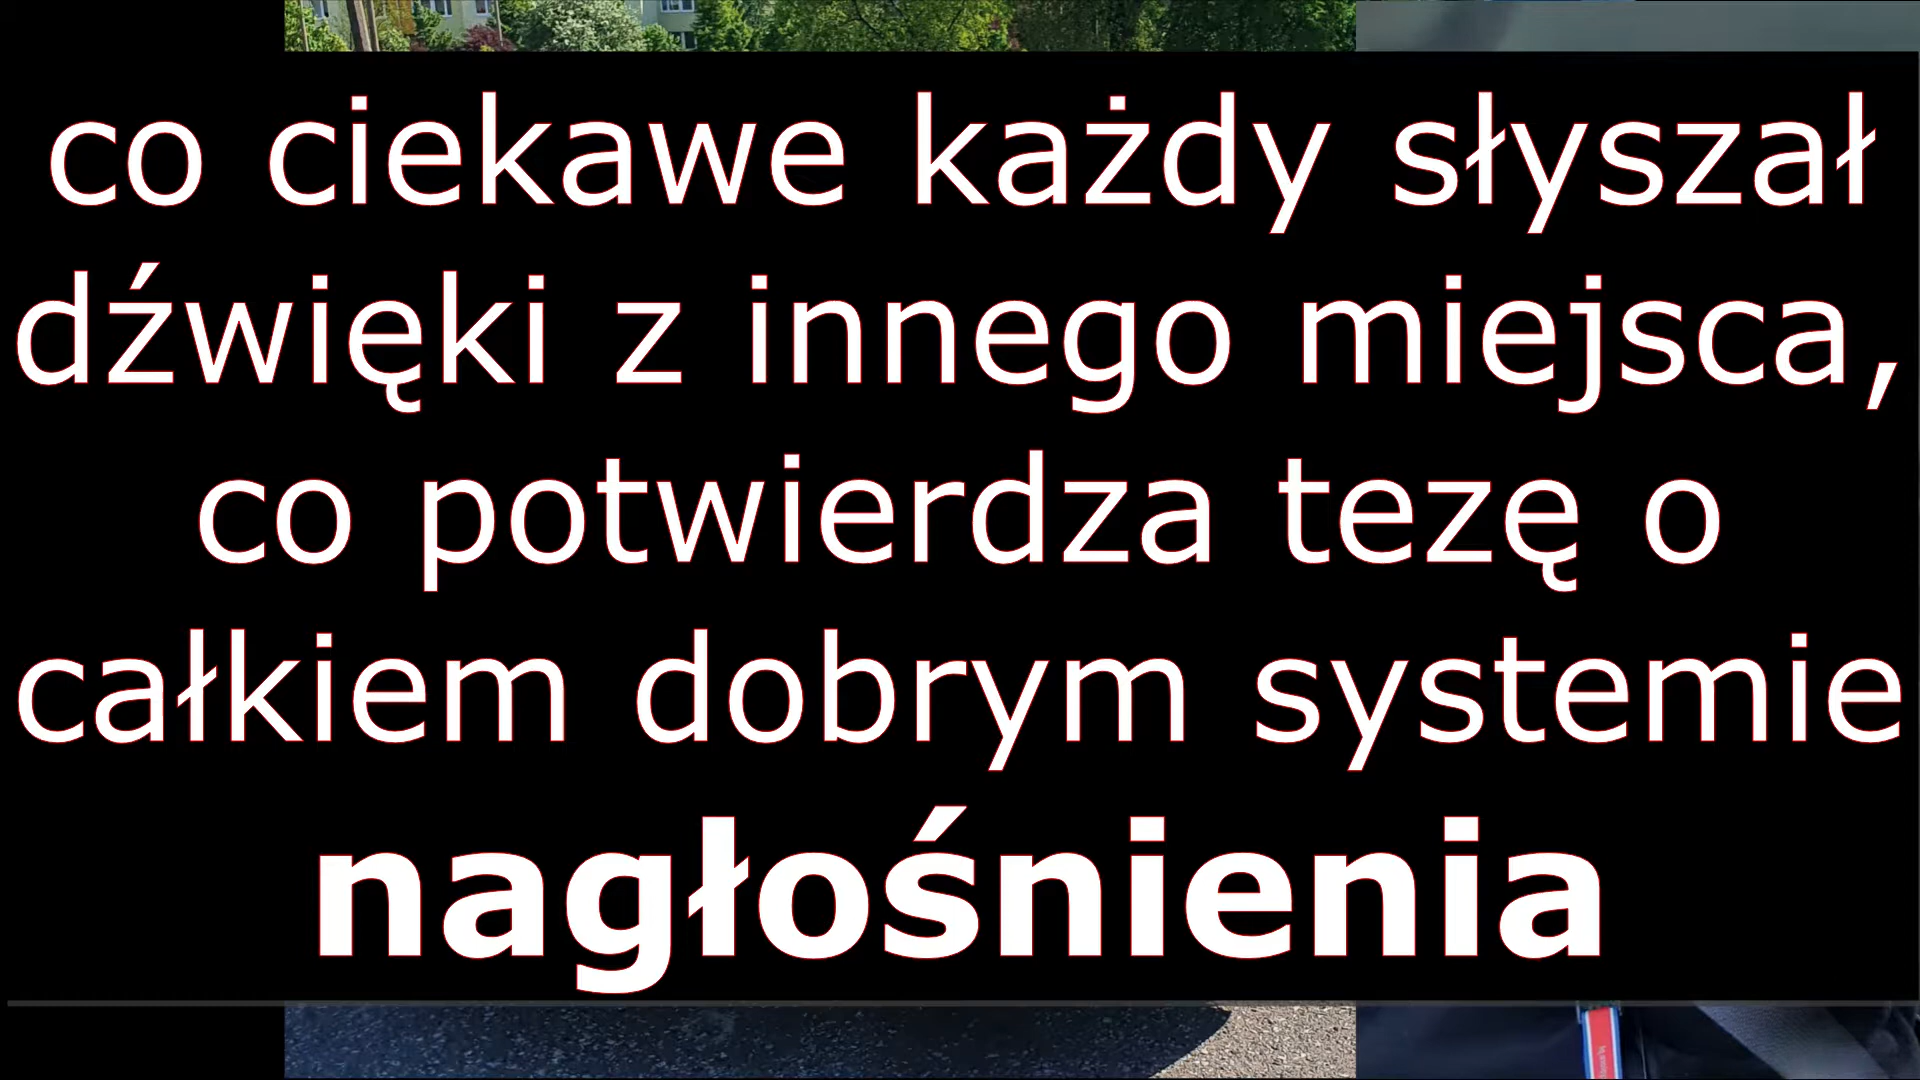 co ciekawe każdy słyszał
dźwięki z innego miejsca,
co potwierdza tezę o
całkiem dobrym systemie
nagłośnienia